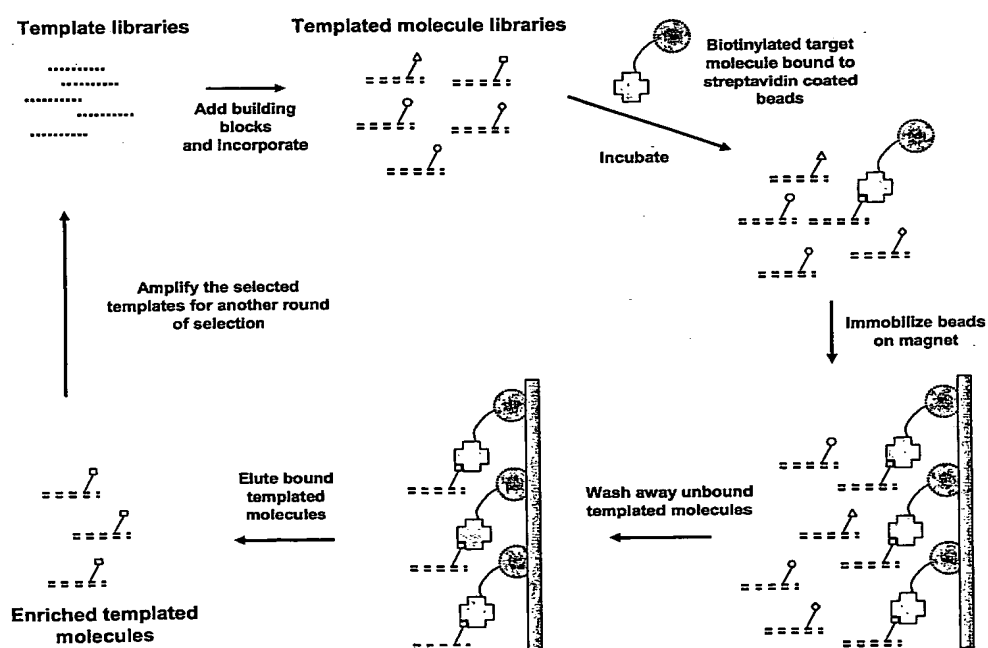 Template libraries
Templated molecule libraries
Add building
blocks
and incorporate
Biotinylated target
molecule bound to
streptavidin coated
beads
Incubate
Immobilize beads
on magnet
Wash away unbound
templated molecules
Elute bound
templated
molecules
Enriched templated
molecules
Amplify the selected
templates for another round
of selection